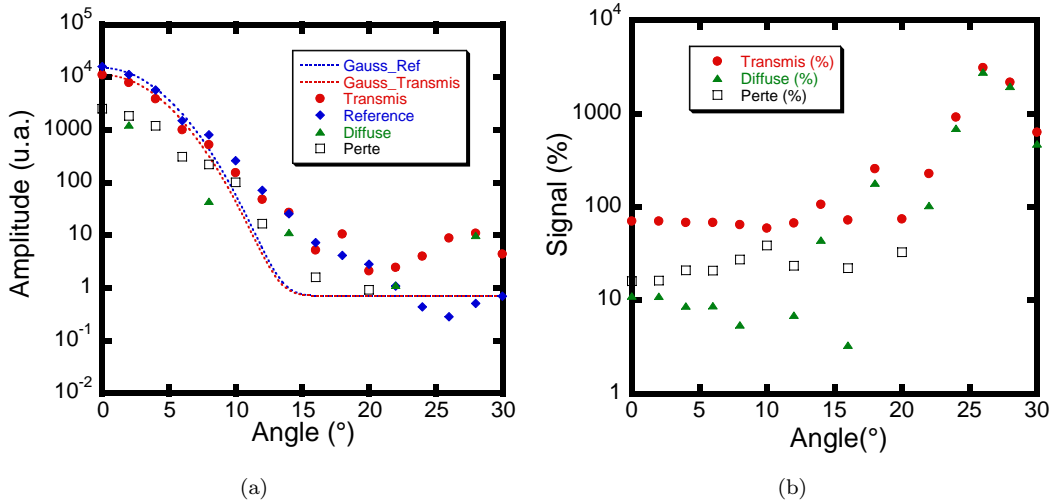 10^5
10^4
1000
100
10
1
10^-1
10^-2
Amplitude (u.a.)
Gauss_Ref
Gauss_Transmis
Transmis
Reference
Diffuse
Perte
0 5 10 15 20 25 30
Angle (°)
(a)
10^4
1000
100
10
1
Signal (%)
Transmis (%)
Diffuse (%)
Perte (%)
0 5 10 15 20 25 30
Angle(°)
(b)